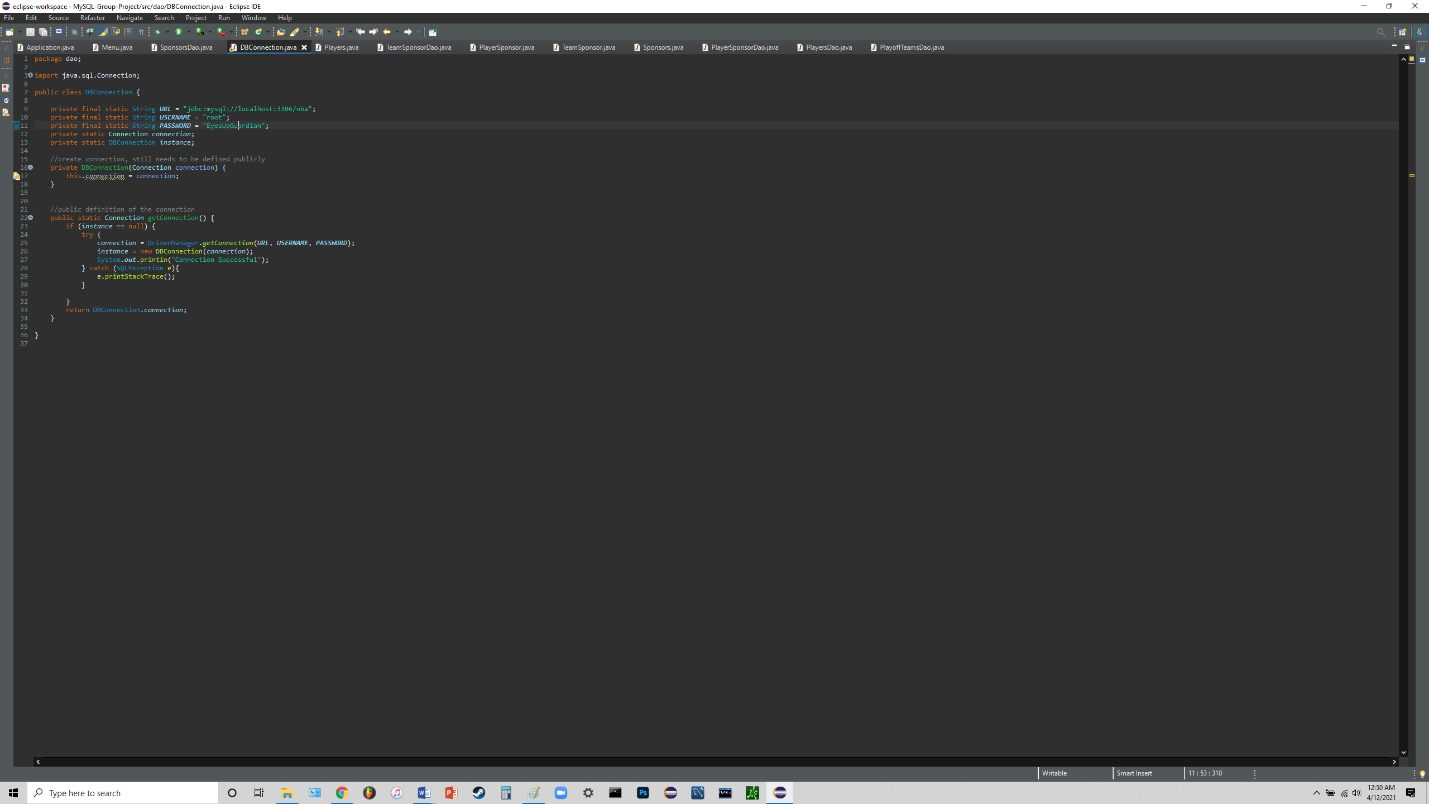 eclipse-workspace - MySQL-Group-Project/src/dao/DBConnection.java - Eclipse IDE
File Edit Source Refactor Navigate Search Project Run Window Help
Application.java Menu.java SponsorsDao.java DBConnection.java Players.java TeamSponsorDao.java PlayerSponsor.java TeamSponsor.java Sponsors.java PlayerSponsorDao.java PlayersDao.java PlayoffTeamsDao.java
1 package dao;
2
3 import java.sql.Connection;
6
7 public class DBConnection {
8
9 private final static String URL = "jdbc:mysql://localhost:3306/nba";
10 private final static String USERNAME = "root";
11 private final static String PASSWORD = "EyesUpGuardian";
12 private static Connection connection;
13 private static DBConnection instance;
14
15 //create connection, still needs to be defined publicly
16 private DBConnection(Connection connection) {
17 this.connection = connection;
18 }
19
20
21 //public definition of the connection
22 public static Connection getConnection() {
23 if (instance == null) {
24 try {
25 connection = DriverManager.getConnection(URL, USERNAME, PASSWORD);
26 instance = new DBConnection(connection);
27 System.out.println("Connection Successful");
28 } catch (SQLException e){
29 e.printStackTrace();
30 }
31
32 }
33 return DBConnection.connection;
34 }
35
36 }
37
Writable Smart Insert 11 : 53 : 310
Type here to search
12:50 AM
4/12/2021